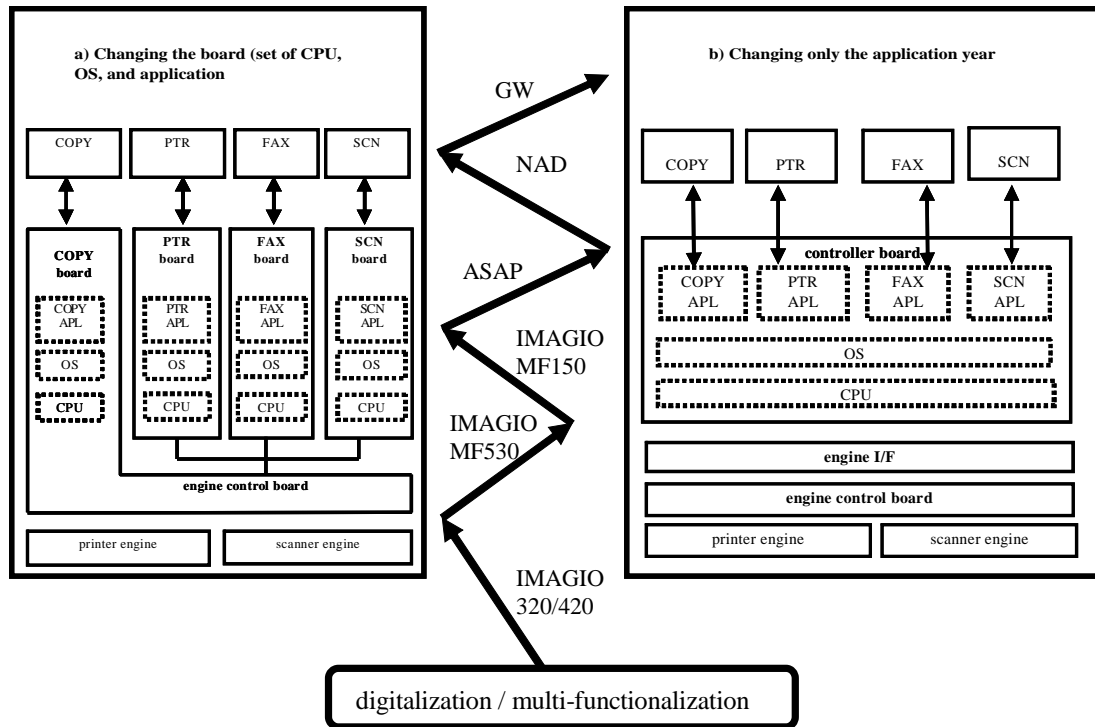 a) Changing the board (set of CPU,
OS, and application
COPY
PTR
FAX
SCN
COPY
board
PTR
board
FAX
board
SCN
board
COPY
APL
PTR
APL
FAX
APL
SCN
APL
OS
OS
OS
OS
CPU
CPU
CPU
CPU
engine control board
printer engine
scanner engine
GW
NAD
ASAP
IMAGIO
MF150
IMAGIO
MF530
IMAGIO
320/420
digitalization / multi-functionalization
b) Changing only the application year
COPY
PTR
FAX
SCN
controller board
COPY
APL
PTR
APL
FAX
APL
SCN
APL
OS
CPU
engine I/F
engine control board
printer engine
scanner engine